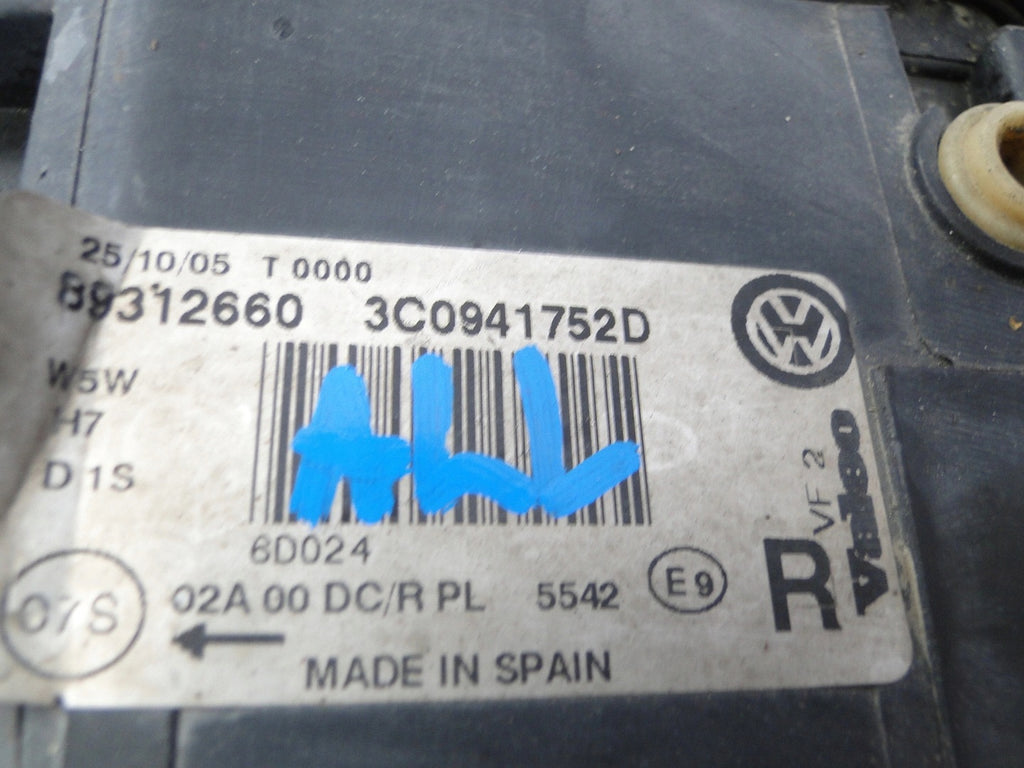 25/10/05 T 0000
89312660 3C0941752D
W5W
H7
D1S
6D024
07S
02A 00 DC/R PL 5542 E9
MADE IN SPAIN
R
VF 2
Valeo